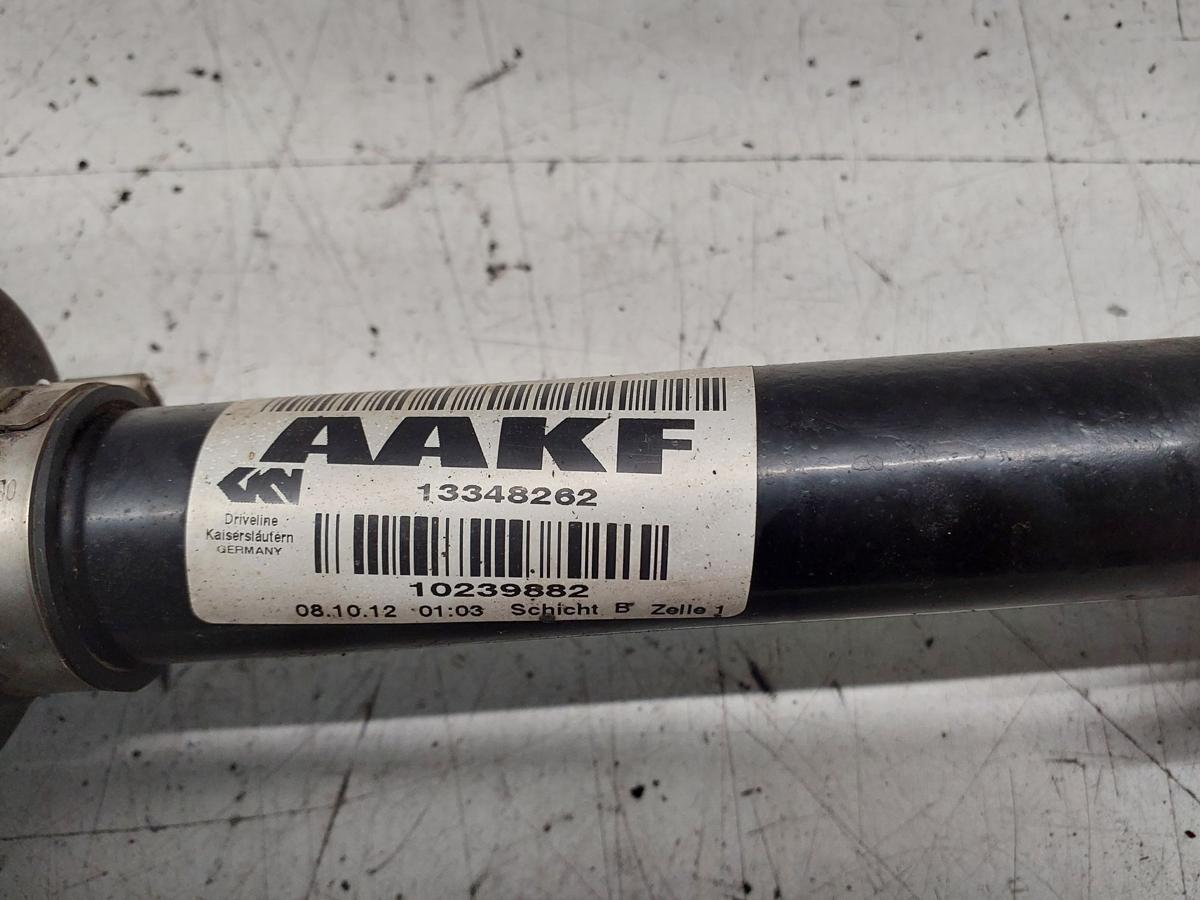 AAKF
GKN
13348262
Driveline
Kaiserslautern
GERMANY
10239882
08.10.12 01:03 Schicht B Zelle 1